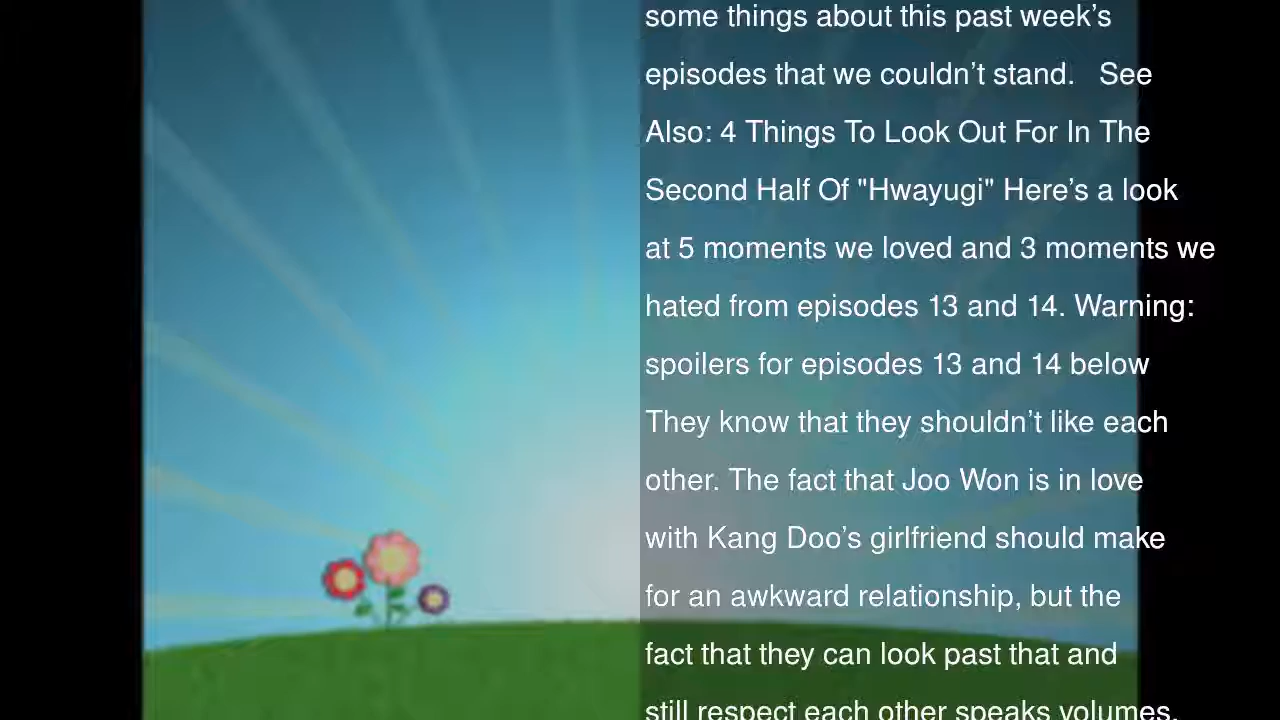 some things about this past week’s
episodes that we couldn’t stand.   See
Also: 4 Things To Look Out For In The
Second Half Of "Hwayugi" Here’s a look
at 5 moments we loved and 3 moments we
hated from episodes 13 and 14. Warning:
spoilers for episodes 13 and 14 below
They know that they shouldn’t like each
other. The fact that Joo Won is in love
with Kang Doo’s girlfriend should make
for an awkward relationship, but the
fact that they can look past that and
still respect each other speaks volumes.